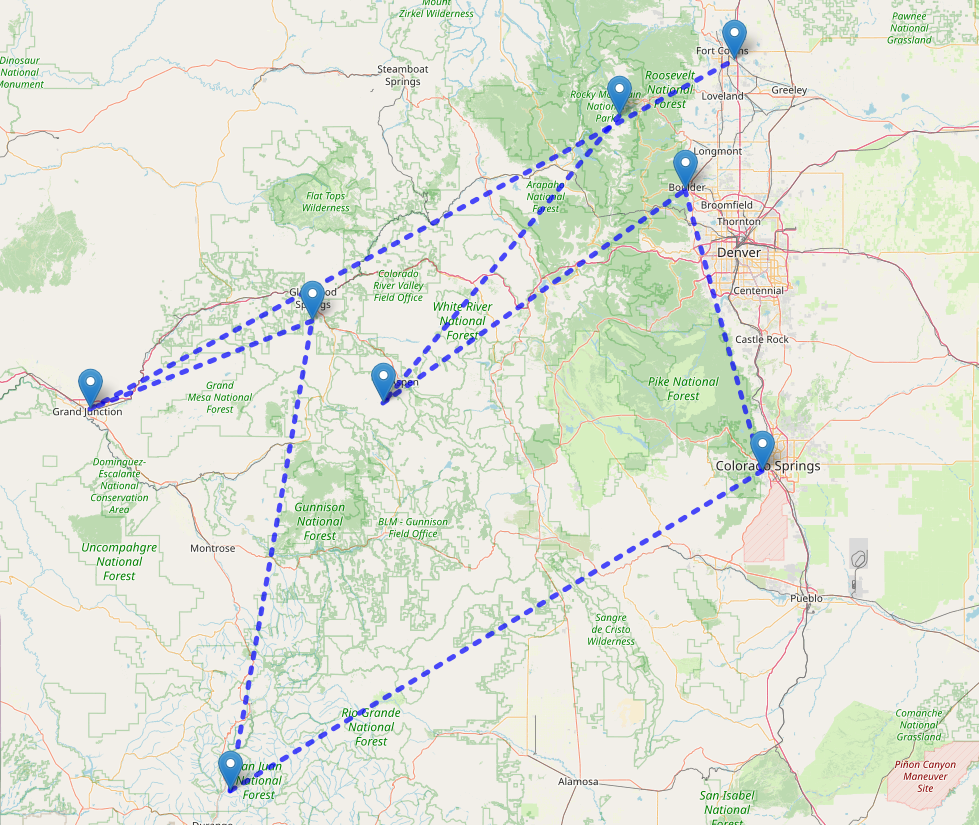 Mount
Zirkel Wilderness
Pawnee
National
Grassland
Fort Collins
Dinosaur
National
Monument
Steamboat
Springs
Roosevelt
National
Forest
Rocky Mountain
National
Park
Loveland
Greeley
Longmont
Boulder
Arapaho
National
Forest
Flat Tops
Wilderness
Broomfield
Thornton
Denver
Centennial
Colorado
River Valley
Field Office
Glenwood
Springs
White River
National
Forest
Castle Rock
Aspen
Pike National
Forest
Grand
Mesa National
Forest
Grand Junction
Colorado Springs
Dominguez-
Escalante
National
Conservation
Area
Gunnison
National
Forest
BLM - Gunnison
Field Office
Uncompahgre
National
Forest
Montrose
Pueblo
Sangre
de Cristo
Wilderness
Rio Grande
National
Forest
Comanche
National
Grassland
San Juan
National
Forest
Alamosa
Piñon Canyon
Maneuver
Site
San Isabel
National
Forest
Durango